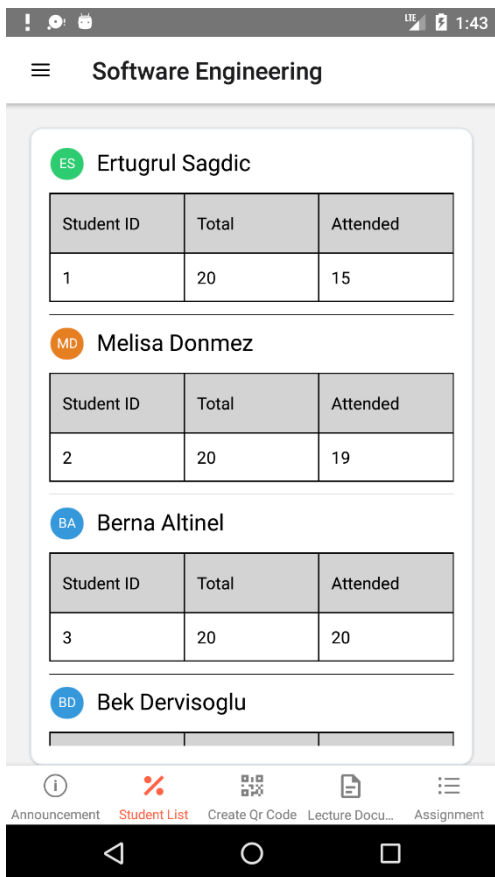 LTE 1:43
Software Engineering
ES Ertugrul Sagdic
Student ID Total Attended
1 20 15
MD Melisa Donmez
Student ID Total Attended
2 20 19
BA Berna Altinel
Student ID Total Attended
3 20 20
BD Bek Dervisoglu
Announcement Student List Create Qr Code Lecture Docu... Assignment